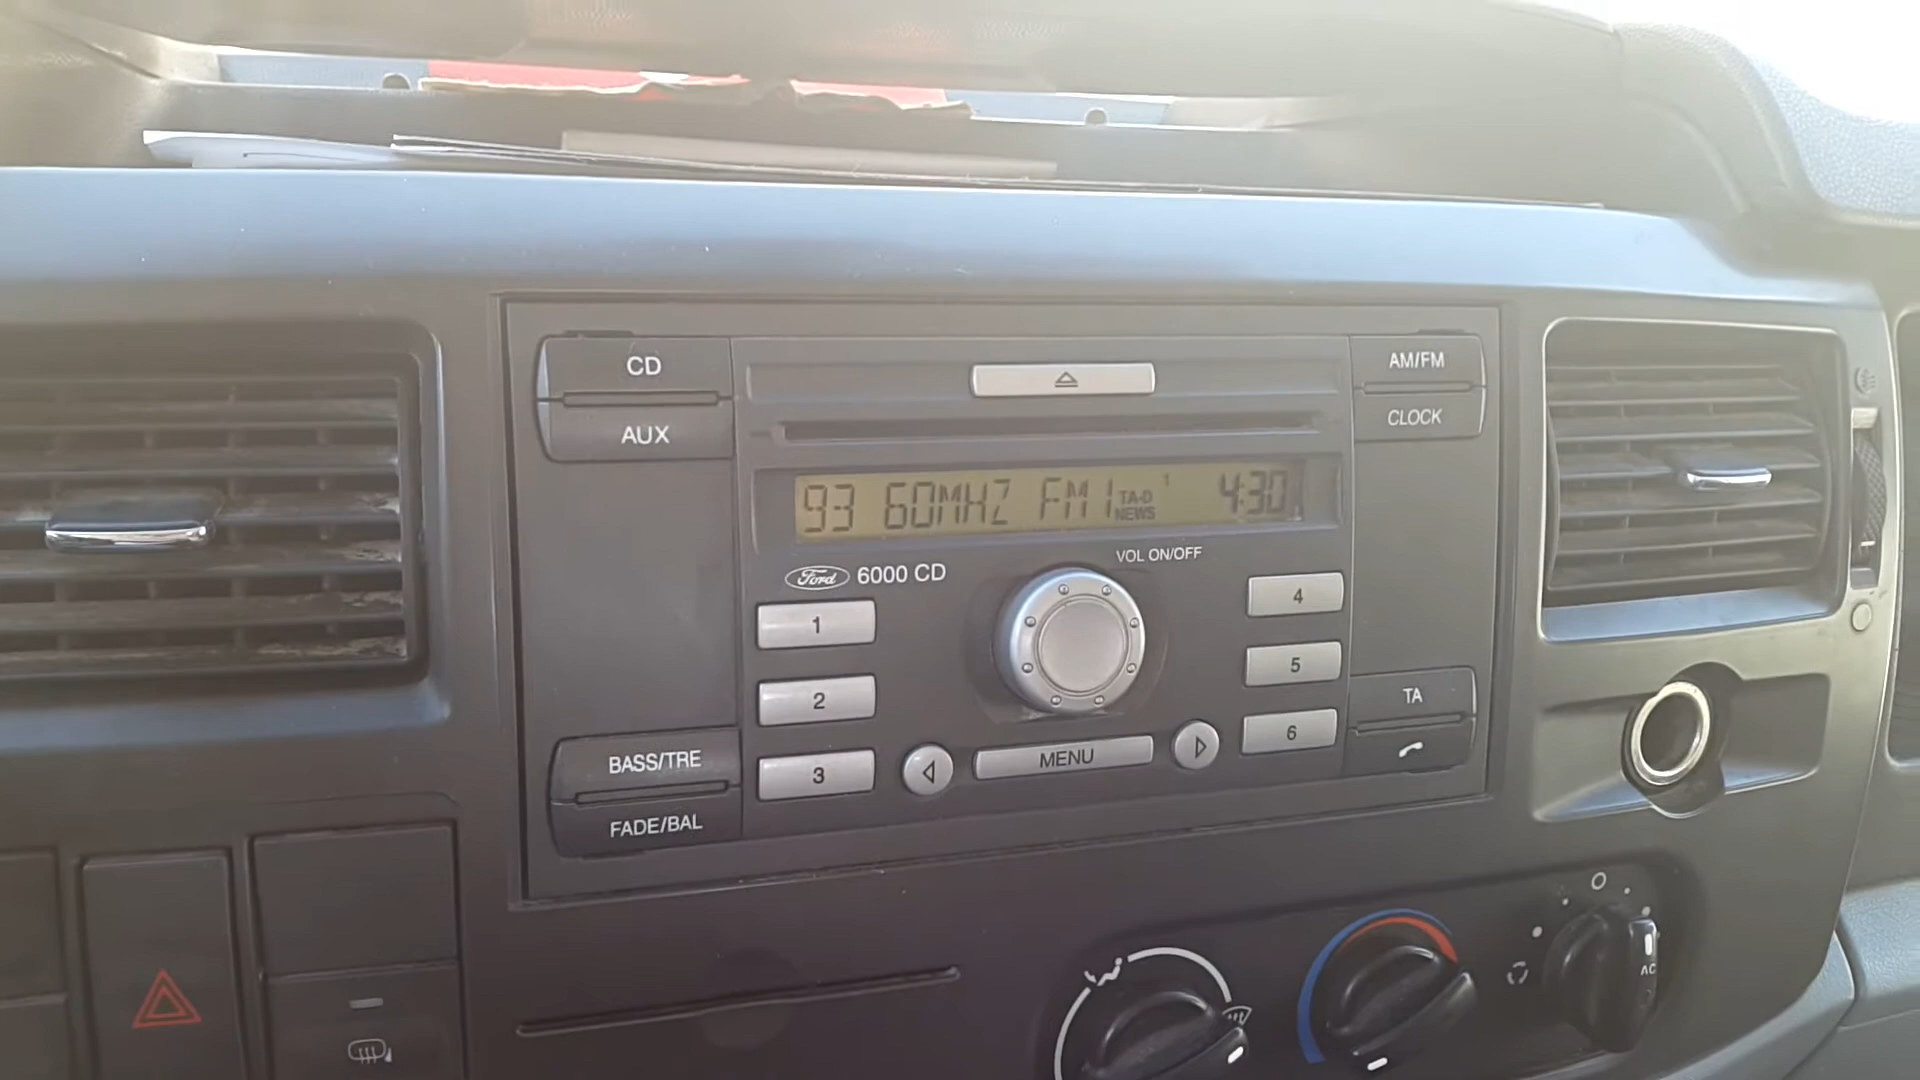 CD
AUX
AM/FM
CLOCK
93 60MHZ FM1 TA-D NEWS 1 4:30
VOL ON/OFF
Ford 6000 CD
1
2
3
4
5
6
MENU
TA
BASS/TRE
FADE/BAL
AC